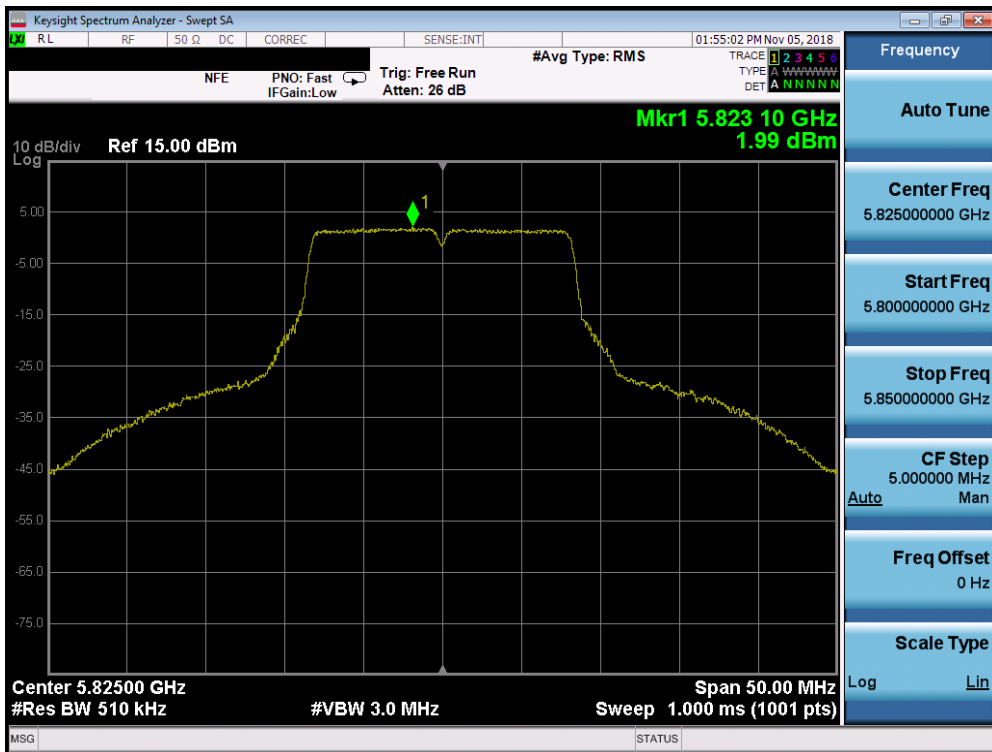 Keysight Spectrum Analyzer - Swept SA
LXI RL RF 50 Ω DC CORREC SENSE:INT 01:55:02 PM Nov 05, 2018
NFE PNO: Fast IFGain:Low Trig: Free Run Atten: 26 dB #Avg Type: RMS
TRACE 1 2 3 4 5 6
TYPE A WWWWW
DET A N N N N N
Mkr1 5.823 10 GHz
1.99 dBm
10 dB/div Ref 15.00 dBm
Log
1
5.00
-5.00
-15.0
-25.0
-35.0
-45.0
-55.0
-65.0
-75.0
Center 5.82500 GHz Span 50.00 MHz
#Res BW 510 kHz #VBW 3.0 MHz Sweep 1.000 ms (1001 pts)
MSG STATUS
Frequency
Auto Tune
Center Freq
5.825000000 GHz
Start Freq
5.800000000 GHz
Stop Freq
5.850000000 GHz
CF Step
5.000000 MHz
Auto Man
Freq Offset
0 Hz
Scale Type
Log Lin